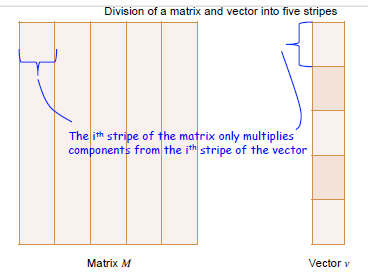 Division of a matrix and vector into five stripes
The iᵗʰ stripe of the matrix only multiplies
components from the iᵗʰ stripe of the vector
Matrix M
Vector v